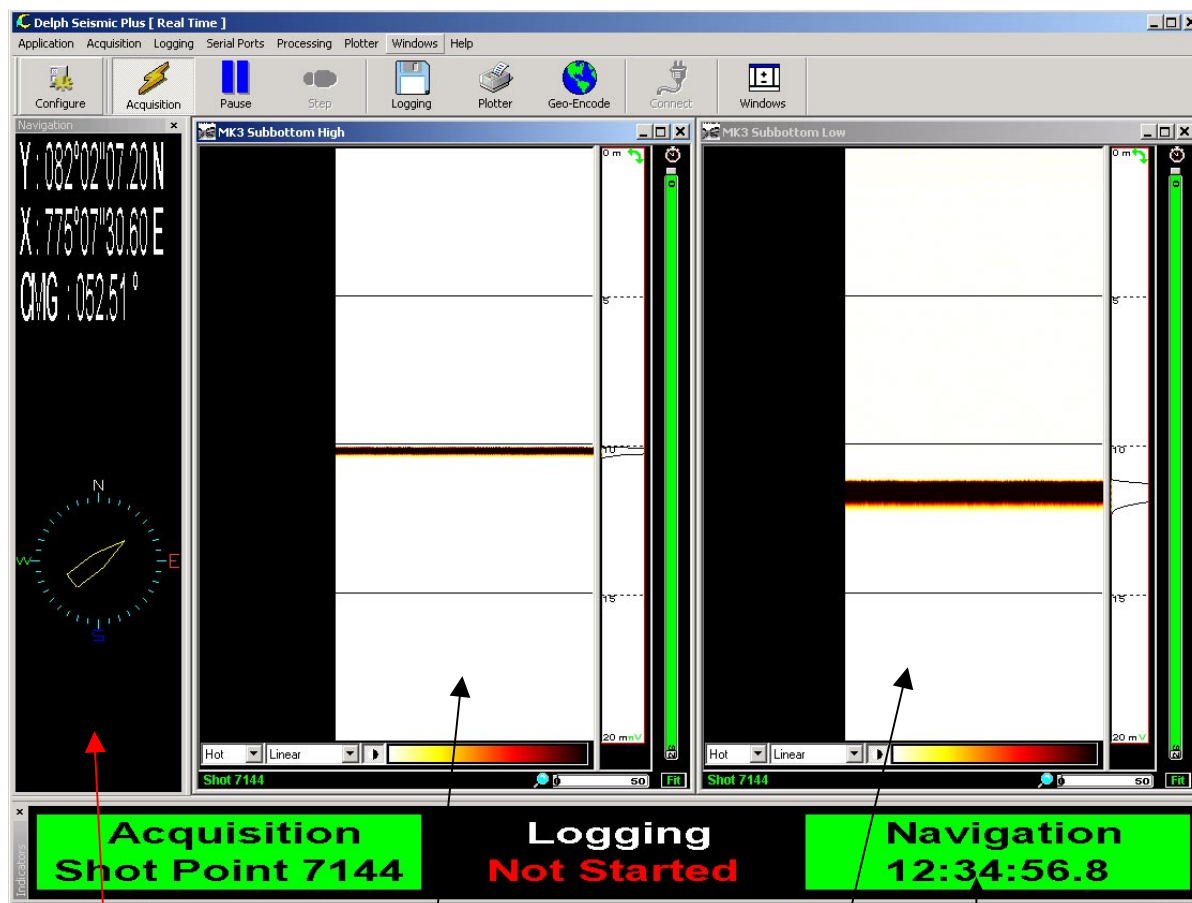 Delph Seismic Plus [ Real Time ]
Application Acquisition Logging Serial Ports Processing Plotter Windows Help
Configure Acquisition Pause Step Logging Plotter Geo-Encode Connect Windows
Navigation
Y : 082°02"07.20 N
X : 775°07"30.60 E
CMG : 052.51 °
N
W E
S
MK3 Subbottom High
0 m
5
10
15
20 m mV
Hot Linear
Shot 7144 0 50 Fit
MK3 Subbottom Low
0 m
5
10
15
20 m V
Hot Linear
Shot 7144 0 50 Fit
Indicators
Acquisition
Shot Point 7144
Logging
Not Started
Navigation
12:34:56.8